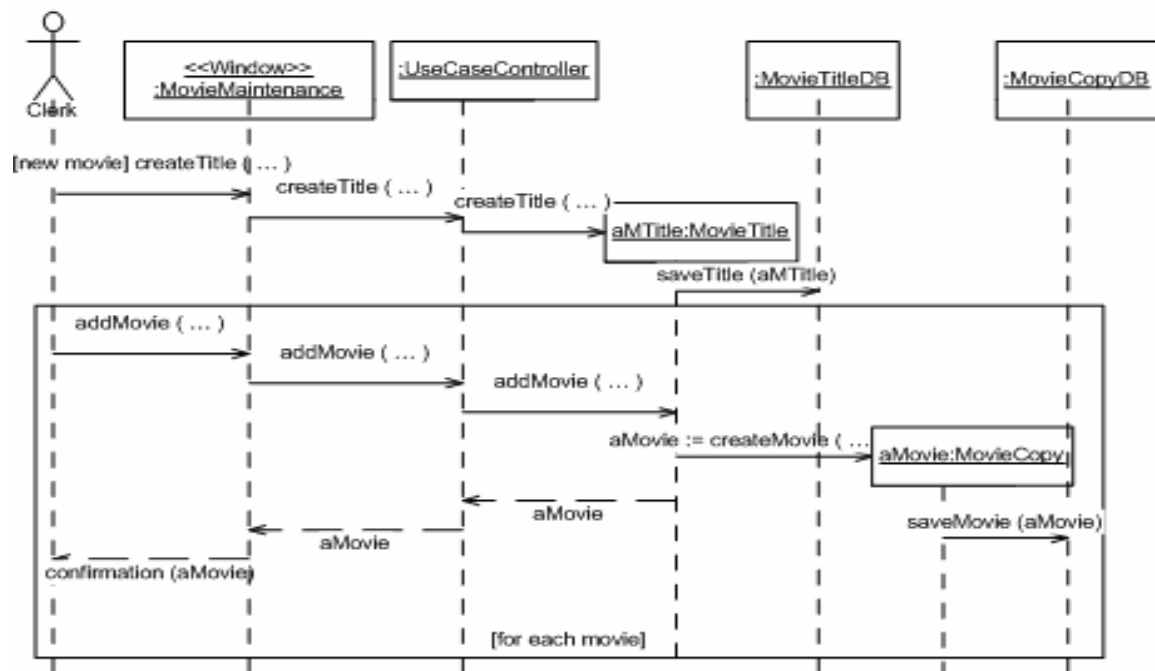 <<Window>>
:MovieMaintenance
:UseCaseController
:MovieTitleDB
:MovieCopyDB
Clerk
[new movie] createTitle ( ... )
createTitle ( ... )
createTitle ( ... )
aMTitle:MovieTitle
saveTitle (aMTitle)
addMovie ( ... )
addMovie ( ... )
addMovie ( ... )
aMovie := createMovie ( ...
aMovie:MovieCopy
aMovie
saveMovie (aMovie)
aMovie
confirmation (aMovie)
[for each movie]